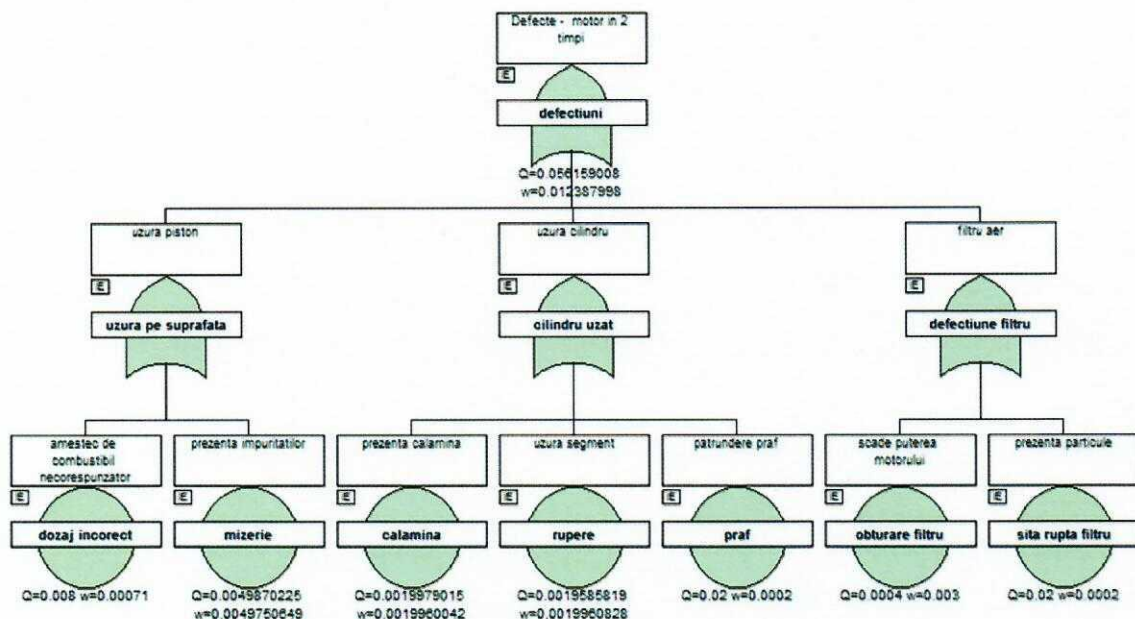 Defecte - motor in 2
timpi
E
defectiuni
Q=0.056159008
w=0.012387998
uzura piston
uzura cilindru
filtru aer
E
E
E
uzura pe suprafata
cilindru uzat
defectiune filtru
amestec de
combustibil
necorespunzator
prezenta impuritatilor
prezenta calamina
uzura segment
patrundere praf
scade puterea
motorului
prezenta particule
E
E
E
E
E
E
E
dozaj incorect
mizerie
calamina
rupere
praf
obturare filtru
sita rupta filtru
Q=0.008 w=0.00071
Q=0.0049870225
w=0.0049750649
Q=0.0019979015
w=0.0019960042
Q=0.0019585819
w=0.0019960828
Q=0.02 w=0.0002
Q=0.0004 w=0.003
Q=0.02 w=0.0002